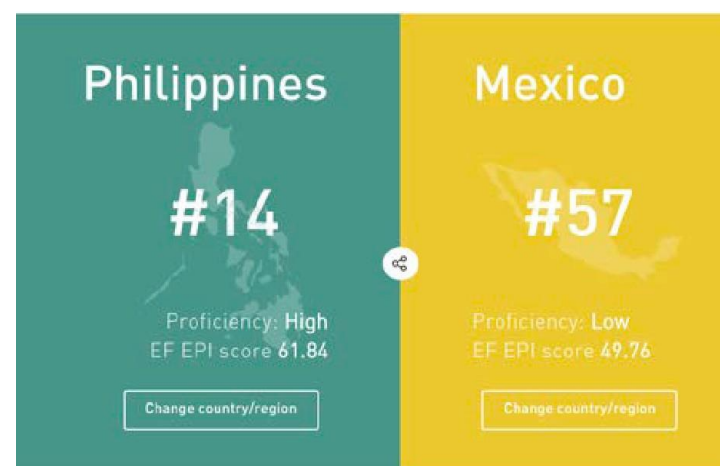 Philippines
#14
Proficiency: High
EF EPI score 61.84
Change country/region
Mexico
#57
Proficiency: Low
EF EPI score 49.76
Change country/region